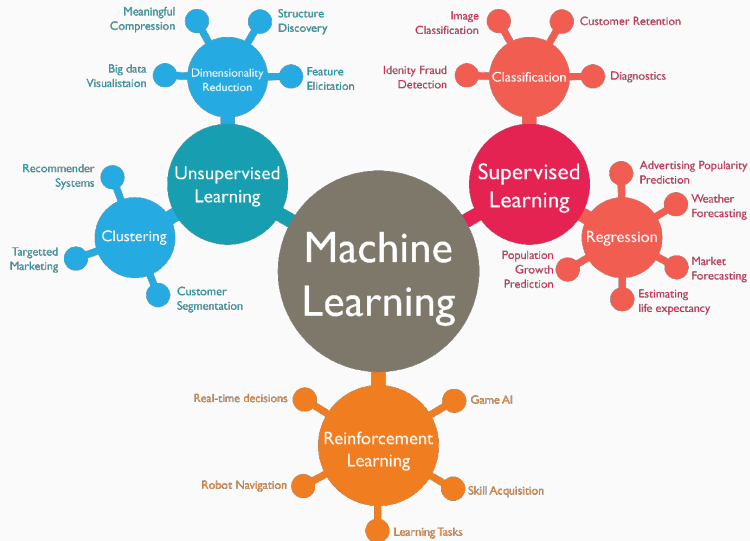 Meaningful
Compression
Structure
Discovery
Big data
Visualistaion
Dimensionality
Reduction
Feature
Elicitation
Image
Classification
Customer Retention
Idenity Fraud
Detection
Classification
Diagnostics
Recommender
Systems
Unsupervised
Learning
Clustering
Targetted
Marketing
Customer
Segmentation
Supervised
Learning
Advertising Popularity
Prediction
Weather
Forecasting
Regression
Population
Growth
Prediction
Market
Forecasting
Estimating
life expectancy
Machine
Learning
Real-time decisions
Game AI
Reinforcement
Learning
Robot Navigation
Skill Acquisition
Learning Tasks